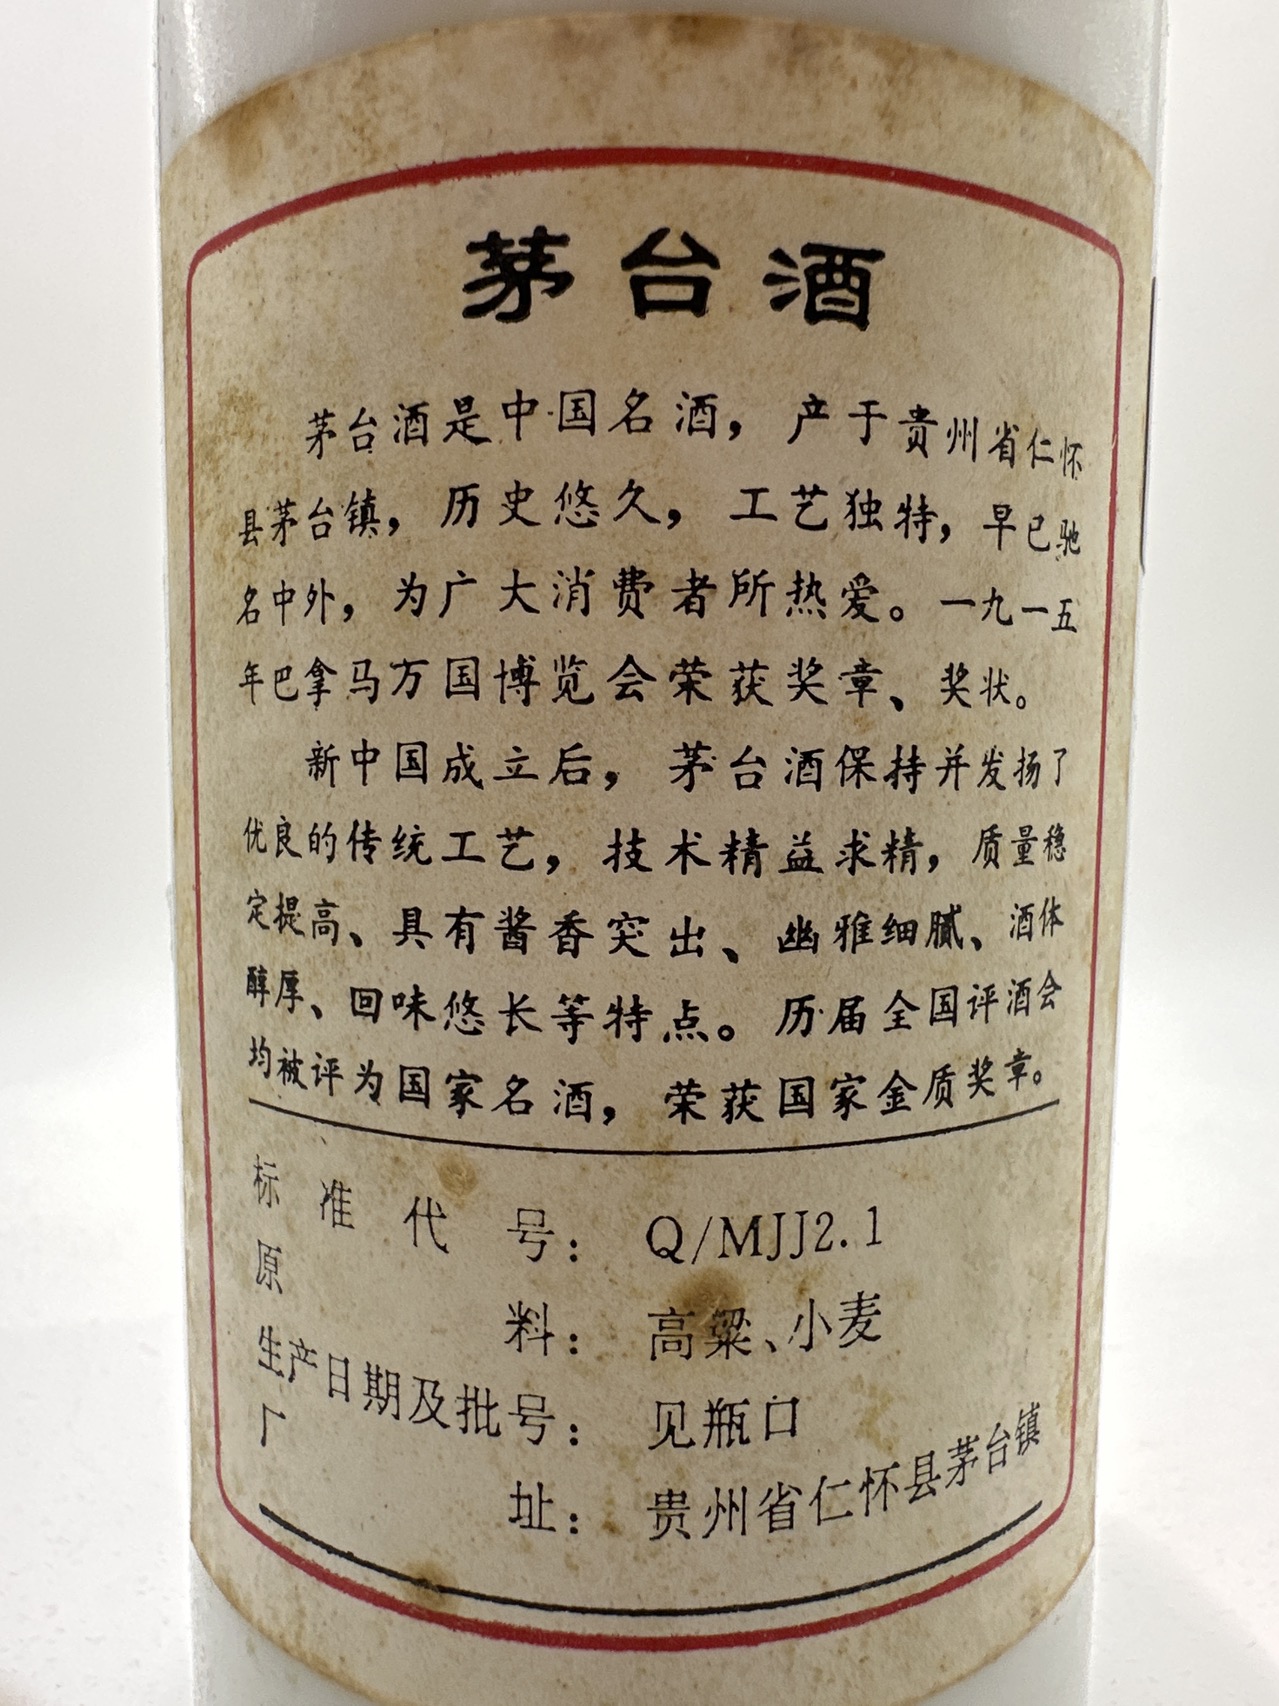 茅台酒
茅台酒是中国名酒，产于贵州省仁怀
县茅台镇，历史悠久，工艺独特，早已驰
名中外，为广大消费者所热爱。一九一五
年巴拿马万国博览会荣获奖章、奖状。
新中国成立后，茅台酒保持并发扬了
优良的传统工艺，技术精益求精，质量稳
定提高、具有酱香突出、幽雅细腻、酒体
醇厚、回味悠长等特点。历届全国评酒会
均被评为国家名酒，荣获国家金质奖章。
标准代号：Q/MJJ2.1
原料：高粱、小麦
生产日期及批号：见瓶口
厂址：贵州省仁怀县茅台镇